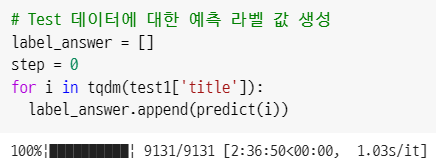 # Test 데이터에 대한 예측 라벨 값 생성
label_answer = []
step = 0
for i in tqdm(test1['title']):
  label_answer.append(predict(i))
100%|██████████| 9131/9131 [2:36:50<00:00, 1.03s/it]